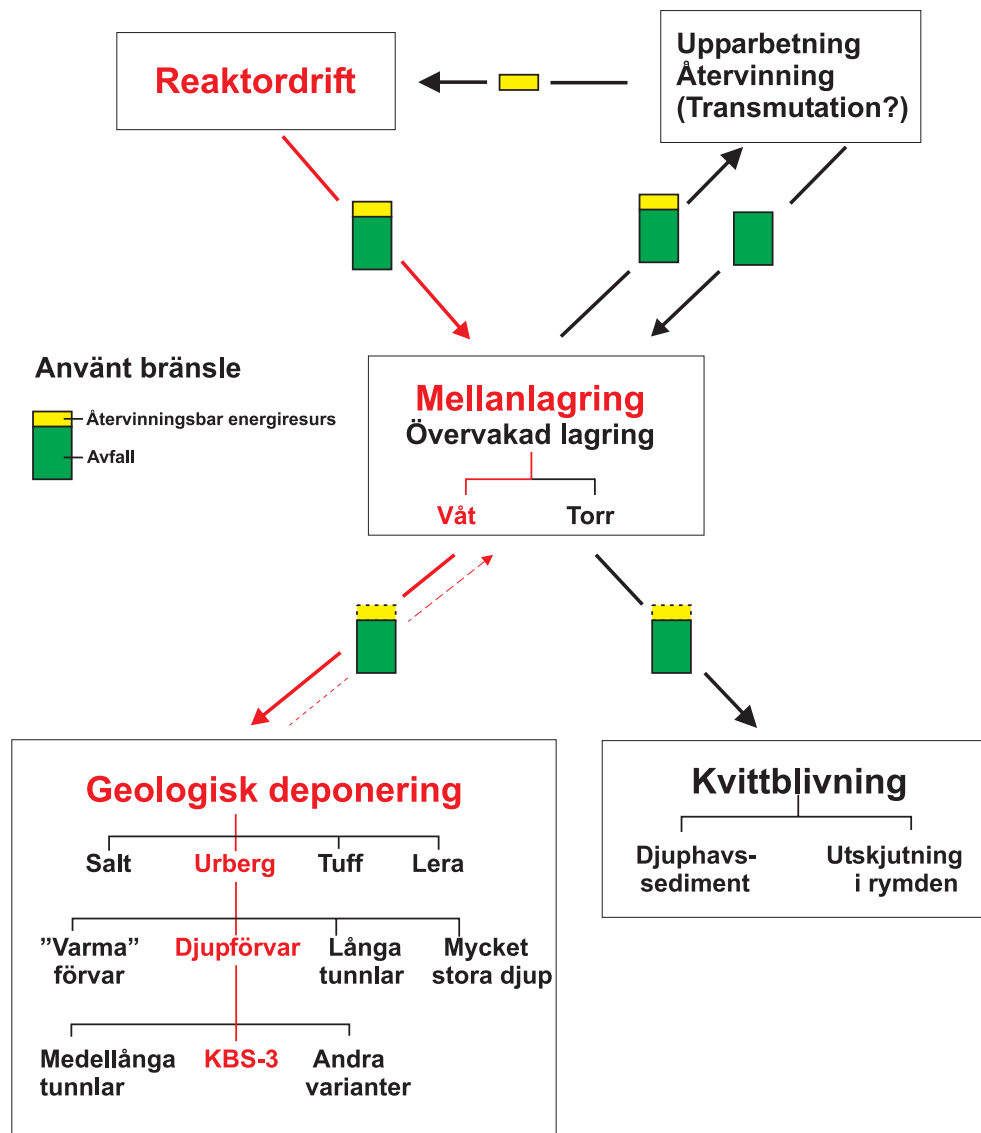 Reaktordrift
Upparbetning
Återvinning
(Transmutation?)
Använt bränsle
Återvinningsbar energiresurs
Avfall
Mellanlagring
Övervakad lagring
Våt
Torr
Geologisk deponering
Salt
Urberg
Tuff
Lera
”Varma”
förvar
Djupförvar
Långa
tunnlar
Mycket
stora djup
Medellånga
tunnlar
KBS-3
Andra
varianter
Kvittblivning
Djuphavs-
sediment
Utskjutning
i rymden